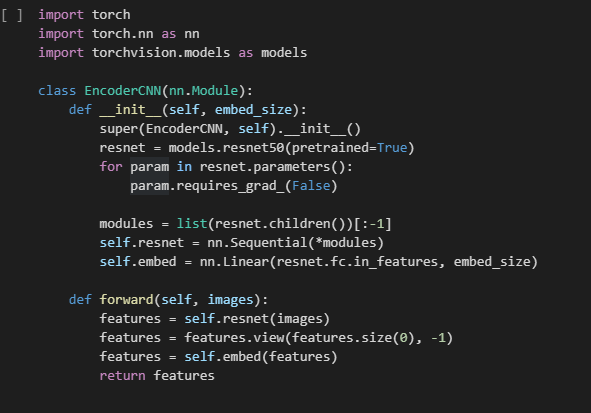 [ ] import torch
import torch.nn as nn
import torchvision.models as models

class EncoderCNN(nn.Module):
    def __init__(self, embed_size):
        super(EncoderCNN, self).__init__()
        resnet = models.resnet50(pretrained=True)
        for param in resnet.parameters():
            param.requires_grad_(False)

        modules = list(resnet.children())[:-1]
        self.resnet = nn.Sequential(*modules)
        self.embed = nn.Linear(resnet.fc.in_features, embed_size)

    def forward(self, images):
        features = self.resnet(images)
        features = features.view(features.size(0), -1)
        features = self.embed(features)
        return features